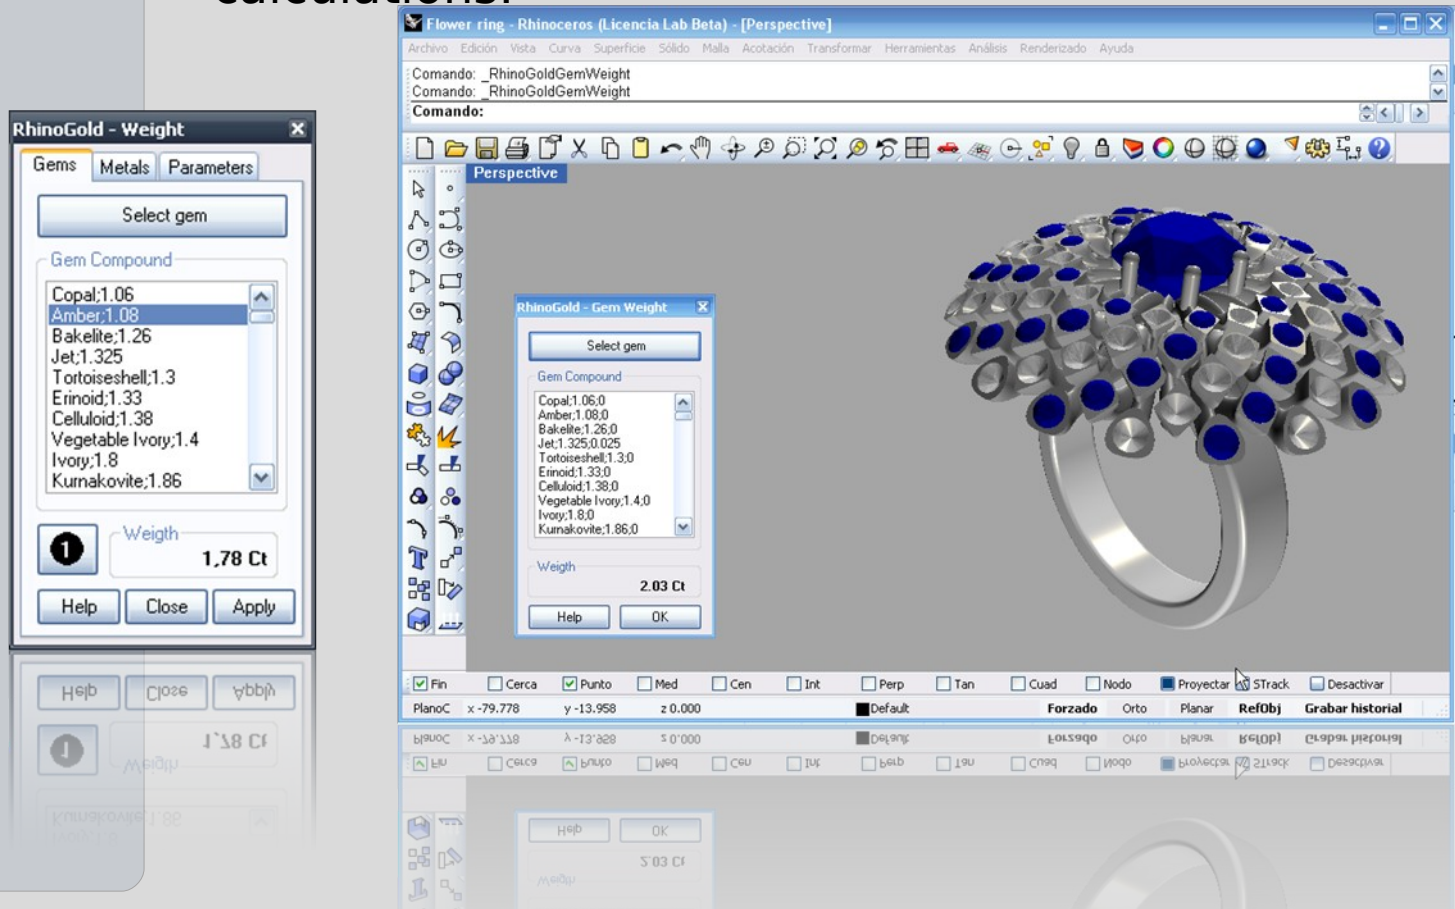 calculations.
RhinoGold - Weight
Gems Metals Parameters
Select gem
Gem Compound
Copal;1.06
Amber;1.08
Bakelite;1.26
Jet;1.325
Tortoiseshell;1.3
Erinoid;1.33
Celluloid;1.38
Vegetable Ivory;1.4
Ivory;1.8
Kurnakovite;1.86
1
Weigth
1,78 Ct
Help Close Apply
Flower ring - Rhinoceros (Licencia Lab Beta) - [Perspective]
Archivo Edición Vista Curva Superficie Sólido Malla Acotación Transformar Herramientas Análisis Renderizado Ayuda
Comando: _RhinoGoldGemWeight
Comando: _RhinoGoldGemWeight
Comando:
Perspective
RhinoGold - Gem Weight
Select gem
Gem Compound
Copal;1.06;0
Amber;1.08;0
Bakelite;1.26;0
Jet;1.325;0.025
Tortoiseshell;1.3;0
Erinoid;1.33;0
Celluloid;1.38;0
Vegetable Ivory;1.4;0
Ivory;1.8;0
Kurnakovite;1.86;0
Weigth
2.03 Ct
Help OK
Fin Cerca Punto Med Cen Int Perp Tan Cuad Nodo Proyectar STrack Desactivar
PlanoC x -79.778 y -13.958 z 0.000 Default Forzado Orto Planar RefObj Grabar historial